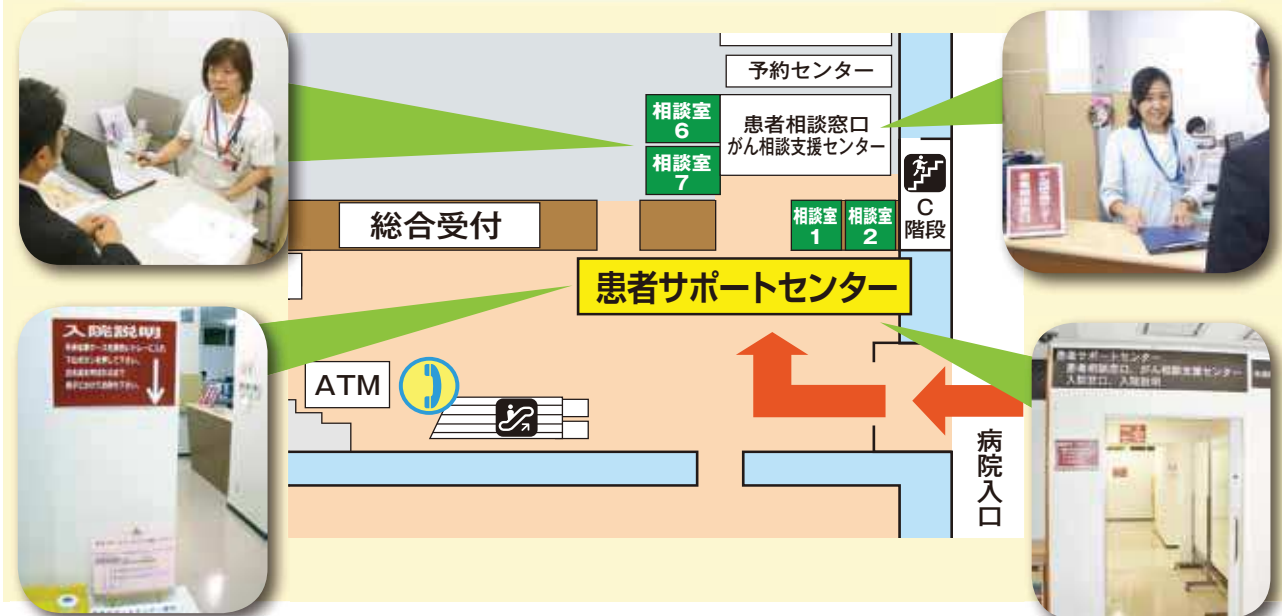 予約センター
相談室
6
患者相談窓口
がん相談支援センター
相談室
7
総合受付
相談室
1
相談室
2
C
階段
患者サポートセンター
ATM
病院入口
入院説明
患者サポートセンター
患者相談窓口、がん相談支援センター
入院窓口、入院説明